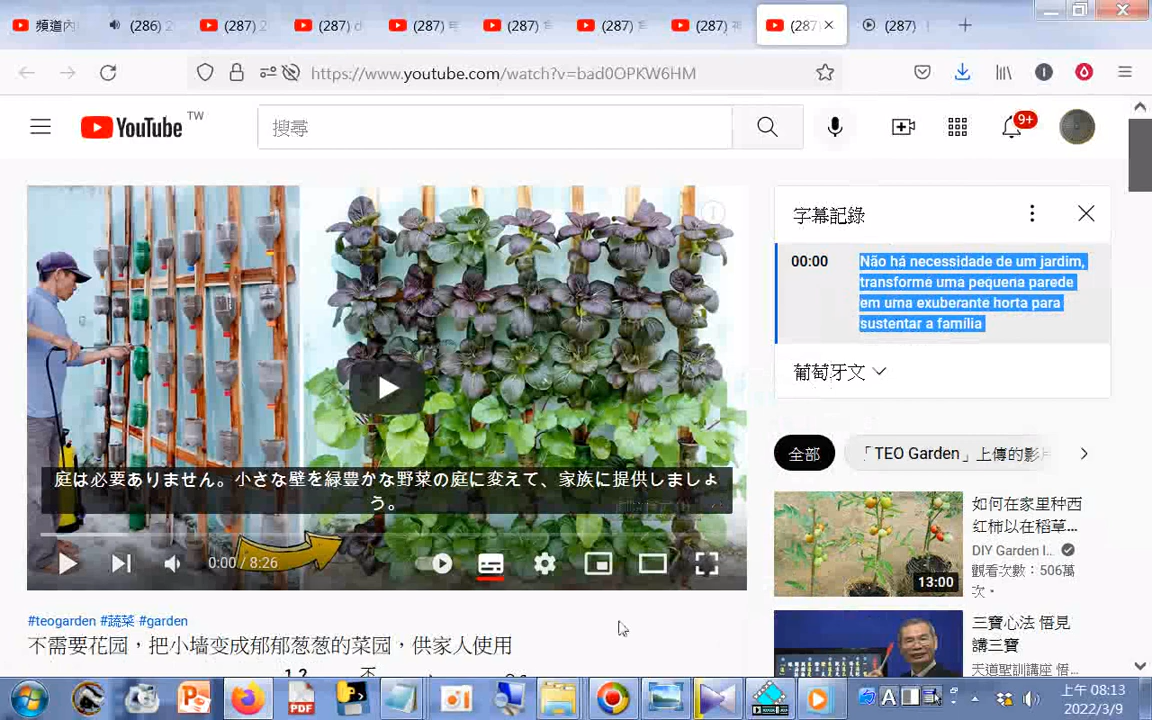 頻道內
(286) 2
(287) 2
(287) d
(287)
(287)
(287)
(287)
(287)
(287)
https://www.youtube.com/watch?v=bad0OPKW6HM
YouTube TW
搜尋
9+
字幕記錄
00:00
Não há necessidade de um jardim,
transforme uma pequena parede
em uma exuberante horta para
sustentar a família
葡萄牙文
庭は必要ありません。小さな壁を緑豊かな野菜の庭に変えて、家族に提供しましょ
う。
0:00 / 8:26
全部
「TEO Garden」上傳的影
如何在家里种西
红柿以在稻草...
DIY Garden I...
觀看次數：506萬
次・
13:00
三寶心法 悟見
講三寶
天道聖訓講座 悟...
#teogarden #蔬菜 #garden
不需要花园，把小墙变成郁郁葱葱的菜园，供家人使用
PDF
A
上午 08:13
2022/3/9